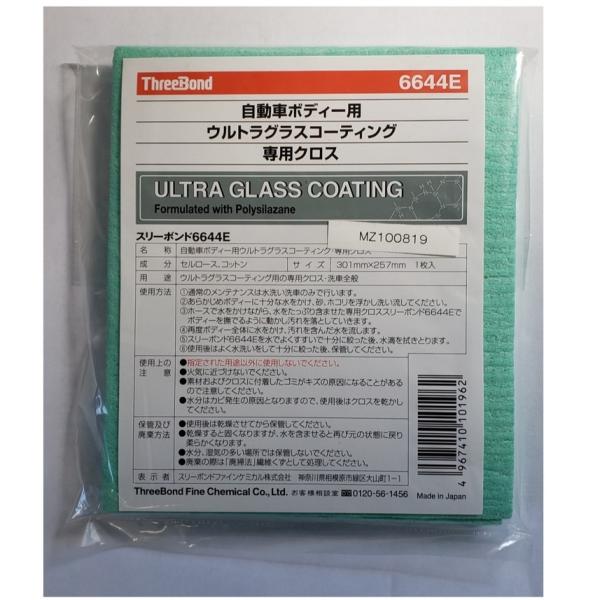 ThreeBond 6644E
自動車ボディー用
ウルトラグラスコーティング
専用クロス
ULTRA GLASS COATING
Formulated with Polysilazane
MZ100819
スリーボンド6644E
名 称 自動車ボディー用ウルトラグラスコーティング・専用クロス
成 分 セルロース、コットン サ イ ズ 301mm×257mm 1枚入
用 途 ウルトラグラスコーティング用の専用クロス・洗車全般
使用方法 ①通常のメンテナンスは水洗い洗車のみで行います。
②あらかじめボディーに十分な水をかけ、砂、ホコリを浮かし洗い流してください。
③ホースで水をかけながら、水をたっぷり含ませた専用クロススリーボンド6644Eで
ボディーを撫でるように動かし汚れを落としていきます。
④再度ボディー全体に水をかけ、汚れを含んだ水を流します。
⑤スリーボンド6644Eを水でよくすすいで十分に絞った後、水滴を拭きとります。
⑥使用後はよく水洗いをして十分に絞った後、保管してください。
使用上の
注 意
●指定された用途以外に使用しないでください。
●火気に近づけないでください。
●素材およびクロスに付着したゴミがキズの原因になることがある
ので注意してください。
●水分はカビ発生の原因となりますので、使用後はクロスを乾かし
てください。
保管及び
廃棄方法
●使用後は乾燥させてから保管してください。
●乾燥すると固くなりますが、水を含ませると再び元の状態に戻り
柔らかくなります。
●水分、湿気の多い場所では保管しないでください。
●廃棄の際は「廃掃法」繊維くずとして処理してください。
表 示 者 スリーボンドファインケミカル株式会社 神奈川県相模原市緑区大山町1−1
ThreeBond Fine Chemical Co., Ltd. お客様相談室 0120-56-1456
Made in Japan
4 967410 101962